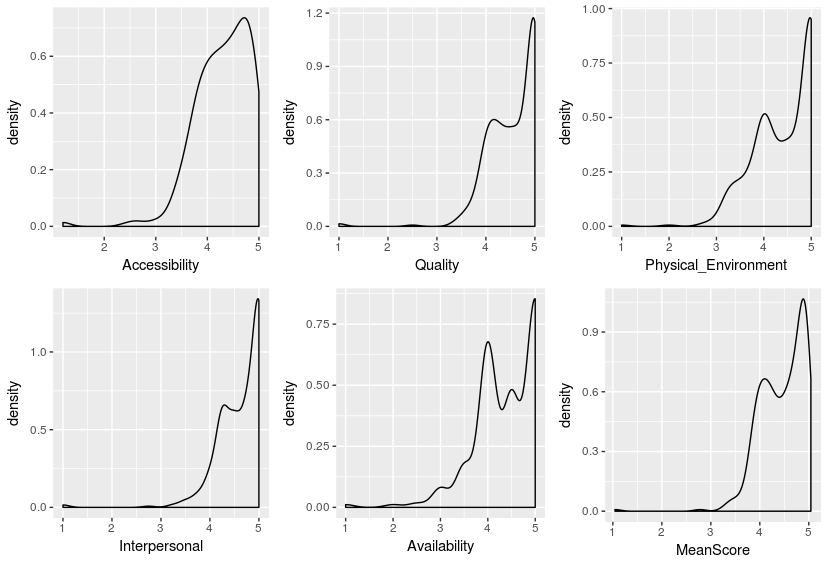 density
0.6
0.4
0.2
0.0
2 3 4 5
Accessibility
density
1.2
0.9
0.6
0.3
0.0
1 2 3 4 5
Quality
density
1.00
0.75
0.50
0.25
0.00
1 2 3 4 5
Physical_Environment
density
1.0
0.5
0.0
1 2 3 4 5
Interpersonal
density
0.75
0.50
0.25
0.00
1 2 3 4 5
Availability
density
0.9
0.6
0.3
0.0
1 2 3 4 5
MeanScore